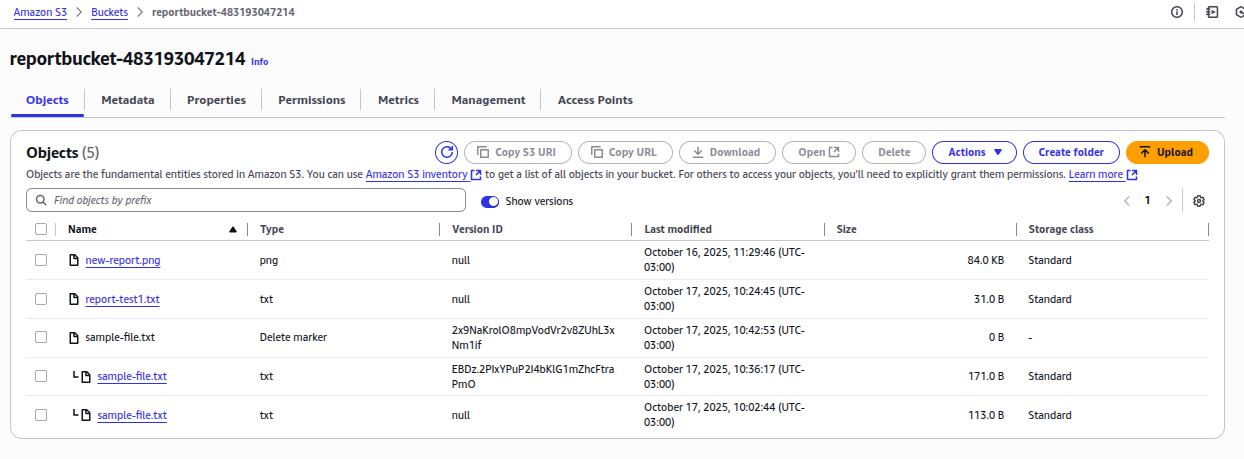 Amazon S3 > Buckets > reportbucket-483193047214
reportbucket-483193047214 Info
Objects Metadata Properties Permissions Metrics Management Access Points
Objects (5) Copy S3 URI Copy URL Download Open Delete Actions Create folder Upload
Objects are the fundamental entities stored in Amazon S3. You can use Amazon S3 inventory to get a list of all objects in your bucket. For others to access your objects, you'll need to explicitly grant them permissions. Learn more
Find objects by prefix Show versions 1
Name Type Version ID Last modified Size Storage class
new-report.png png null October 16, 2025, 11:29:46 (UTC-
03:00) 84.0 KB Standard
report-test1.txt txt null October 17, 2025, 10:24:45 (UTC-
03:00) 31.0 B Standard
sample-file.txt Delete marker 2x9NaKrolO8mpVodVr2v8ZUhL3x October 17, 2025, 10:42:53 (UTC-
Nm1if 03:00) 0 B -
sample-file.txt txt EBDz.2PIxYPuP2I4bKlG1mZhcFtra October 17, 2025, 10:36:17 (UTC-
PmO 03:00) 171.0 B Standard
sample-file.txt txt null October 17, 2025, 10:02:44 (UTC-
03:00) 113.0 B Standard